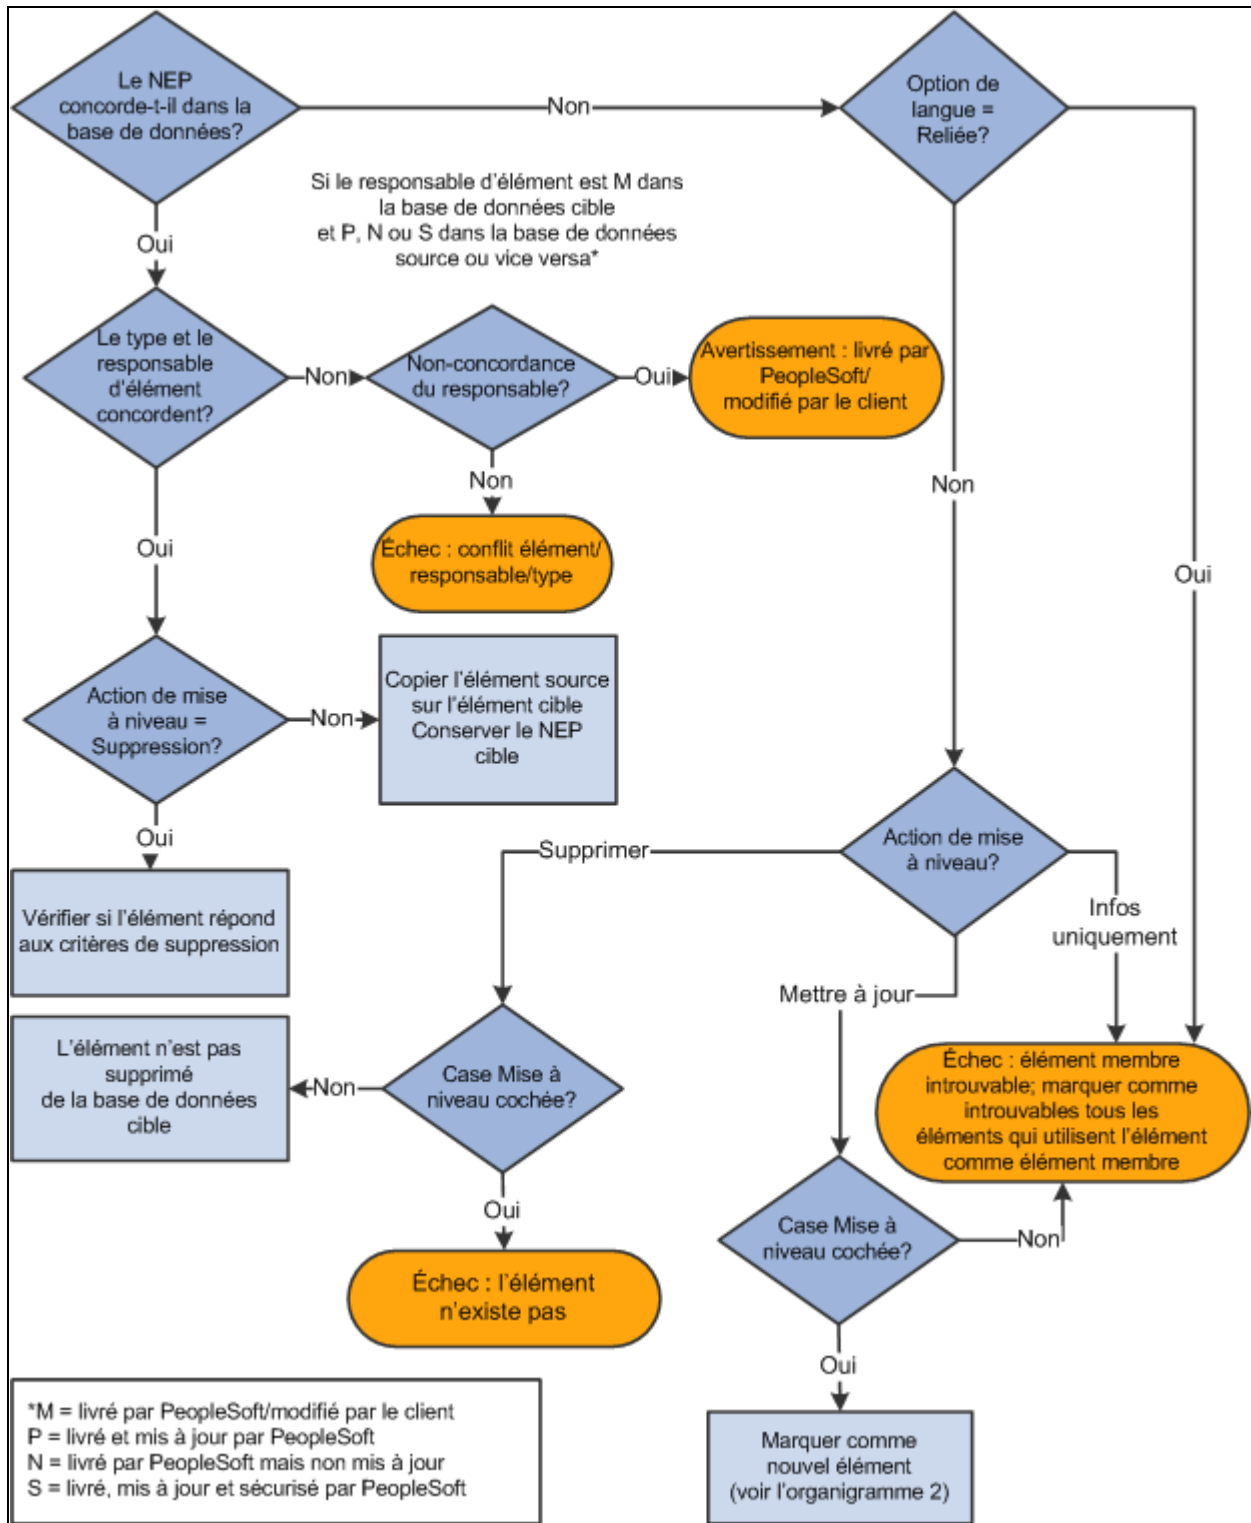 Le NEP
concorde-t-il dans la
base de données?
Non
Option de
langue =
Reliée?
Si le responsable d'élément est M dans
la base de données cible
et P, N ou S dans la base de données
source ou vice versa*
Oui
Le type et le
responsable
d'élément
concordent?
Non
Non-concordance
du responsable?
Oui
Avertissement : livré par
PeopleSoft/
modifié par le client
Non
Non
Échec : conflit élément/
responsable/type
Oui
Oui
Action de mise
à niveau =
Suppression?
Non
Copier l'élément source
sur l'élément cible
Conserver le NEP
cible
Oui
Vérifier si l'élément répond
aux critères de suppression
Supprimer
Action de mise
à niveau?
Infos
uniquement
Mettre à jour
L'élément n'est pas
supprimé
de la base de données
cible
Non
Case Mise à
niveau cochée?
Échec : élément membre
introuvable; marquer comme
introuvables tous les
éléments qui utilisent l'élément
comme élément membre
Oui
Échec : l'élément
n'existe pas
Case Mise à
niveau cochée?
Non
Oui
Marquer comme
nouvel élément
(voir l'organigramme 2)
*M = livré par PeopleSoft/modifié par le client
P = livré et mis à jour par PeopleSoft
N = livré par PeopleSoft mais non mis à jour
S = livré, mis à jour et sécurisé par PeopleSoft